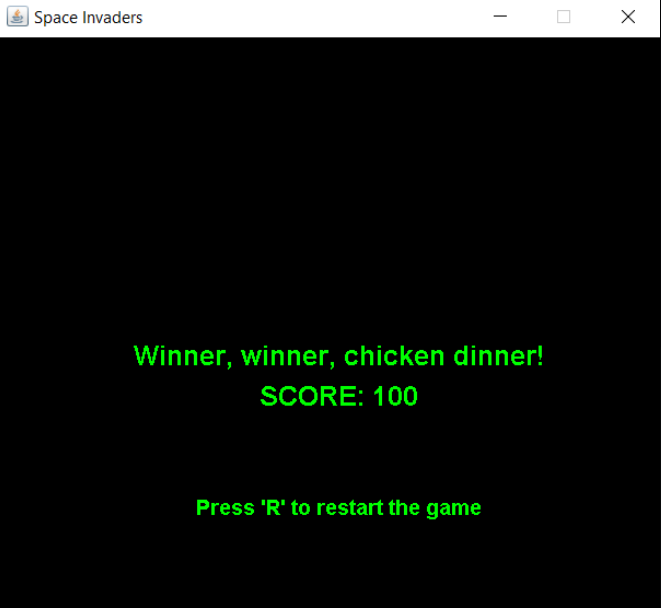 Space Invaders
Winner, winner, chicken dinner!
SCORE: 100
Press 'R' to restart the game